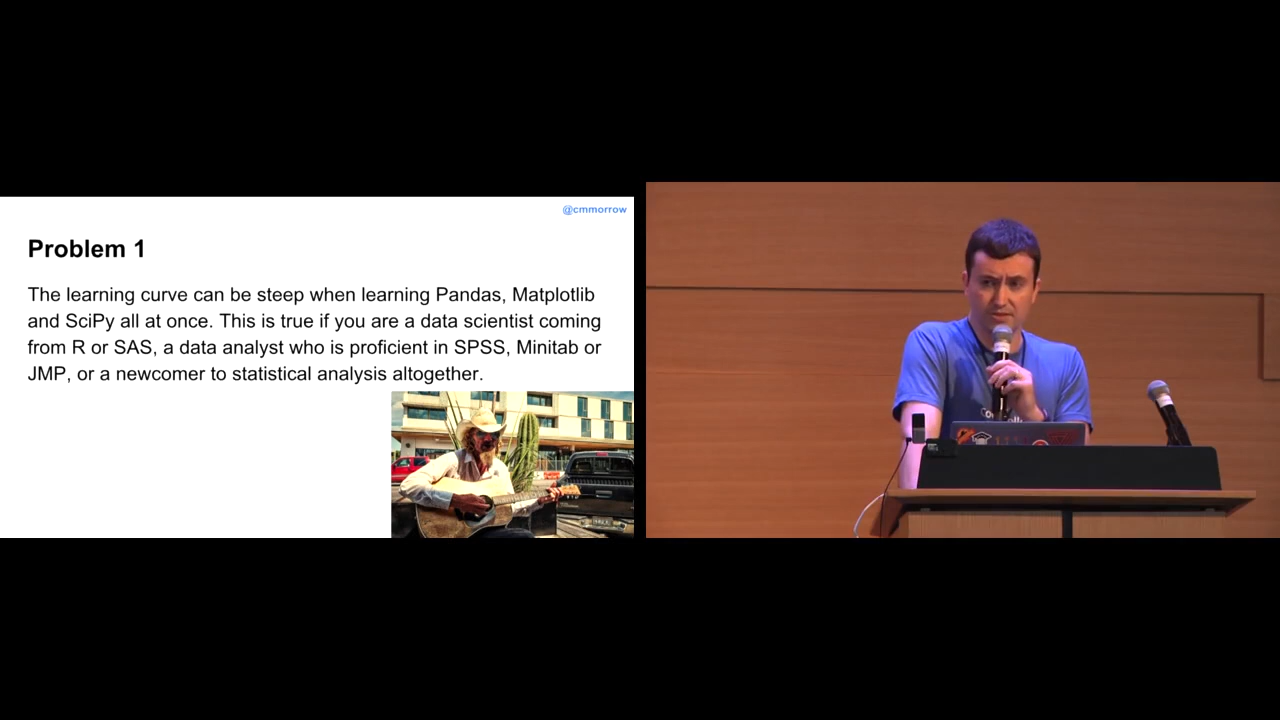 @cmmorrow
Problem 1
The learning curve can be steep when learning Pandas, Matplotlib
and SciPy all at once. This is true if you are a data scientist coming
from R or SAS, a data analyst who is proficient in SPSS, Minitab or
JMP, or a newcomer to statistical analysis altogether.